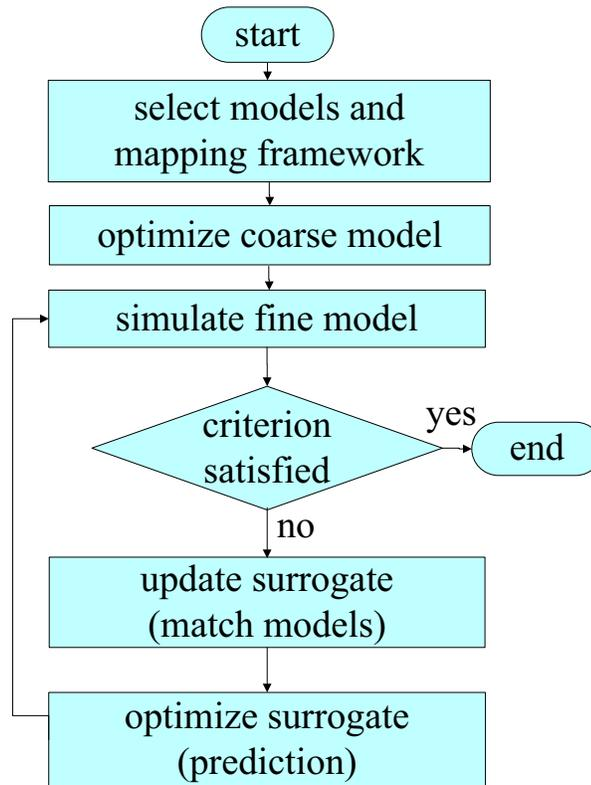 start
select models and
mapping framework
optimize coarse model
simulate fine model
criterion
satisfied
yes
end
no
update surrogate
(match models)
optimize surrogate
(prediction)